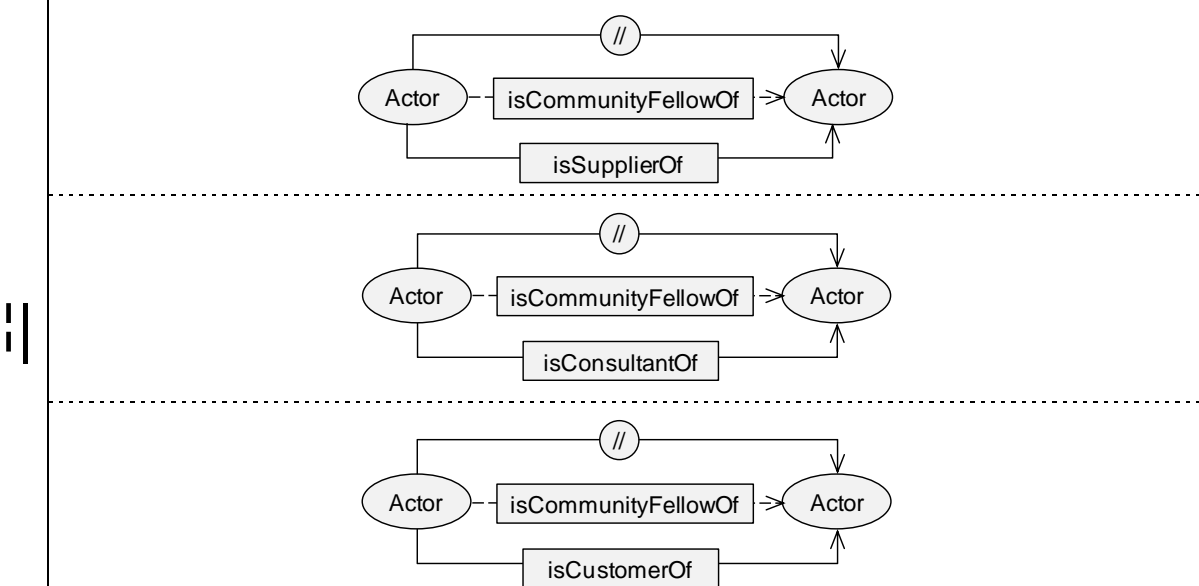 //
Actor isCommunityFellowOf Actor
isSupplierOf
//
Actor isCommunityFellowOf Actor
isConsultantOf
//
Actor isCommunityFellowOf Actor
isCustomerOf